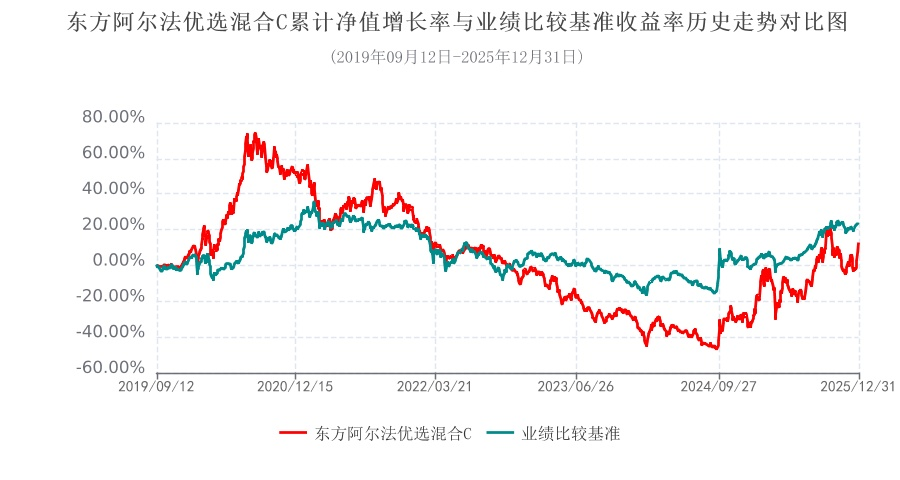 东方阿尔法优选混合C累计净值增长率与业绩比较基准收益率历史走势对比图
(2019年09月12日-2025年12月31日)
80.00%
60.00%
40.00%
20.00%
0.00%
-20.00%
-40.00%
-60.00%
2019/09/12 2020/12/15 2022/03/21 2023/06/26 2024/09/27 2025/12/31
东方阿尔法优选混合C 业绩比较基准